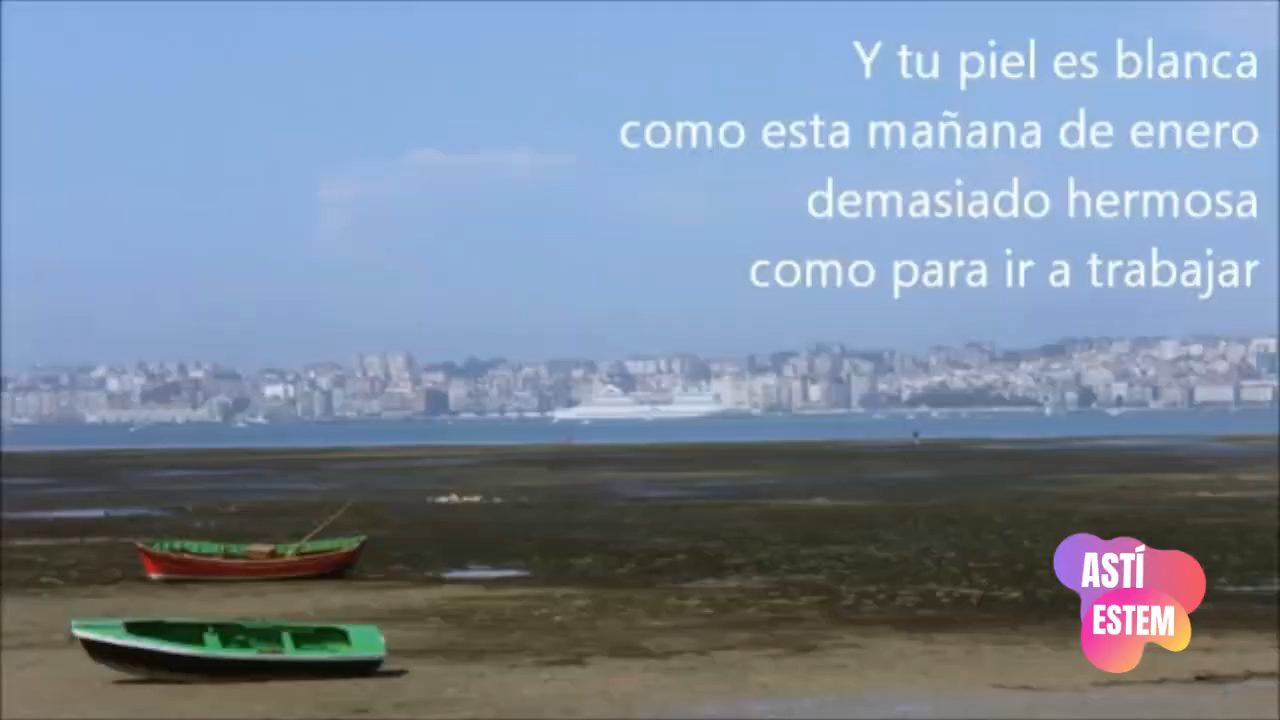 Y tu piel es blanca
como esta mañana de enero
demasiado hermosa
como para ir a trabajar
ASTÍ
ESTEM